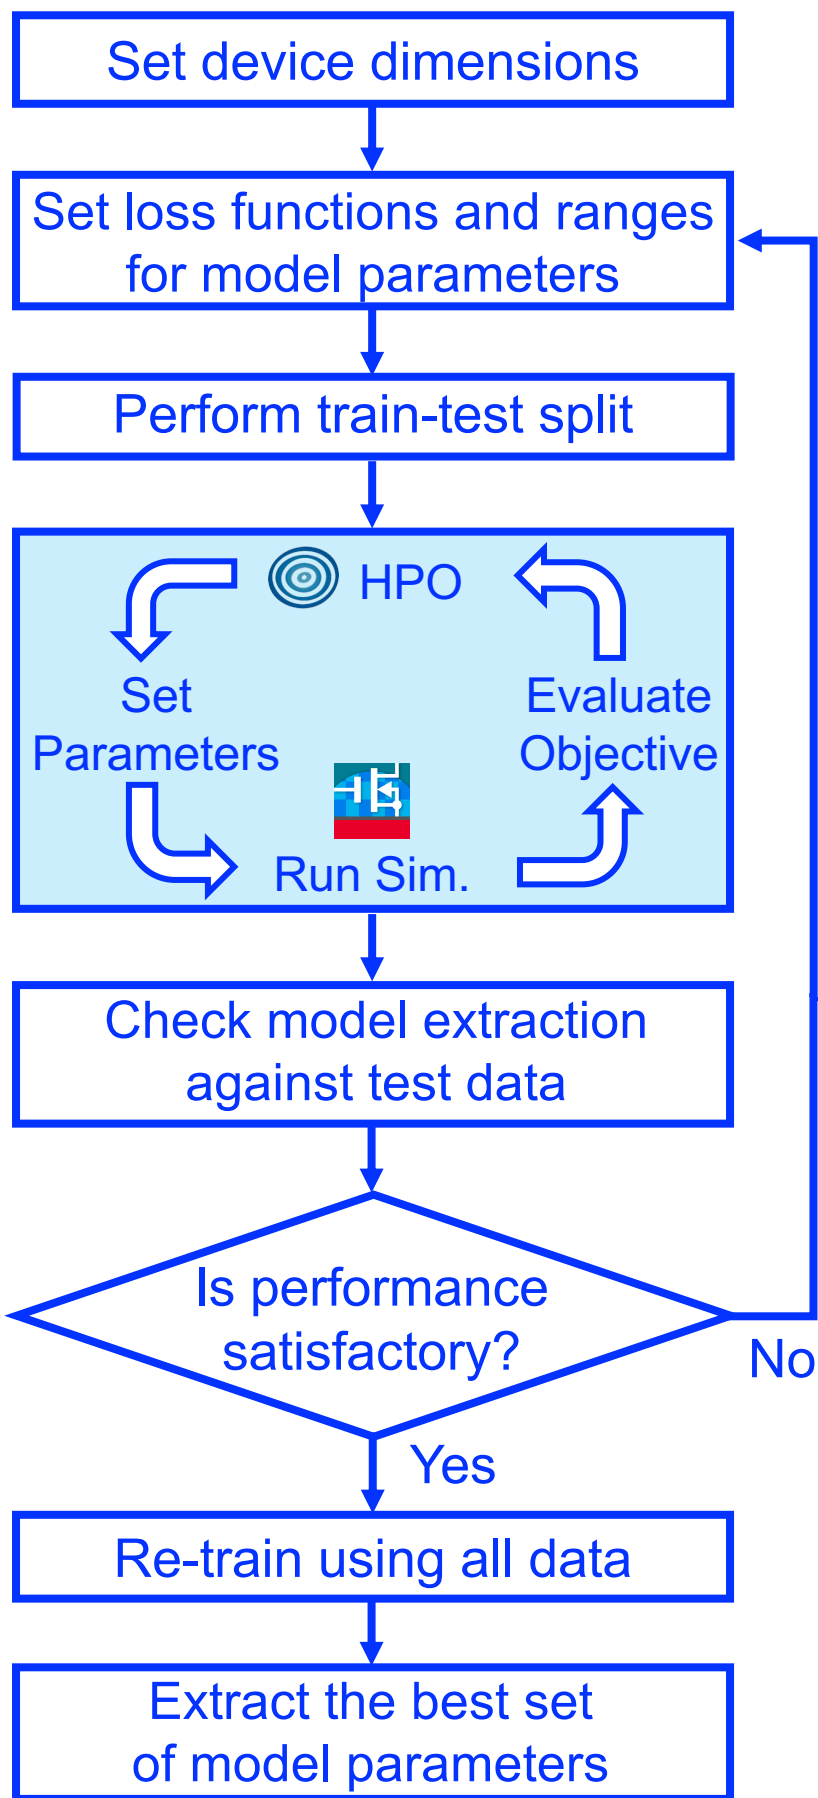 Set device dimensions
Set loss functions and ranges
for model parameters
Perform train-test split
HPO
Set
Parameters
Evaluate
Objective
Run Sim.
Check model extraction
against test data
Is performance
satisfactory?
No
Yes
Re-train using all data
Extract the best set
of model parameters